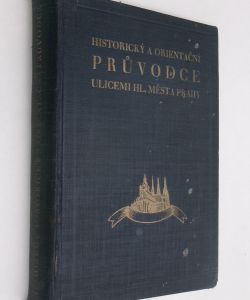 HISTORICKÝ A ORIENTAČNÍ
PRŮVODCE
ULICEMI HL. MĚSTA PRAHY